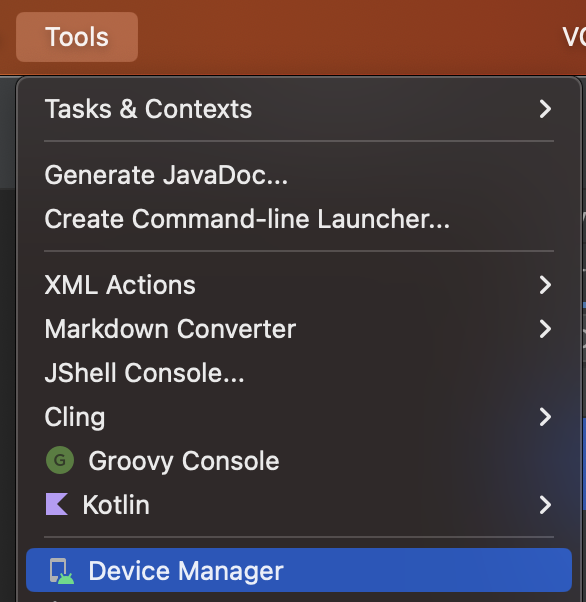 Tools
Tasks & Contexts
Generate JavaDoc...
Create Command-line Launcher...
XML Actions
Markdown Converter
JShell Console...
Cling
G Groovy Console
Kotlin
Device Manager